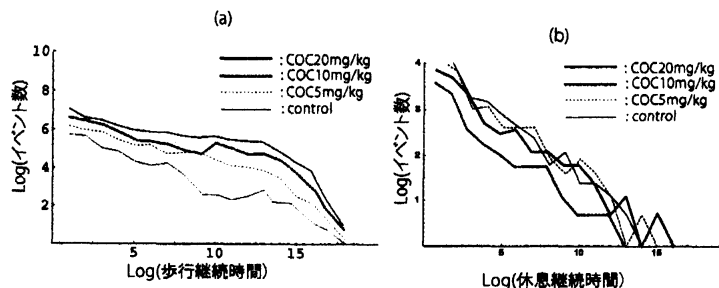 (a)
10
8
6
4
2
5
10
15
Log(イベント数)
Log(歩行継続時間)
: COC20mg/kg
: COC10mg/kg
: COC5mg/kg
: control
(b)
4
2
1
5
10
15
Log(イベント数)
Log(休息継続時間)
: COC20mg/kg
: COC10mg/kg
: COC5mg/kg
: control